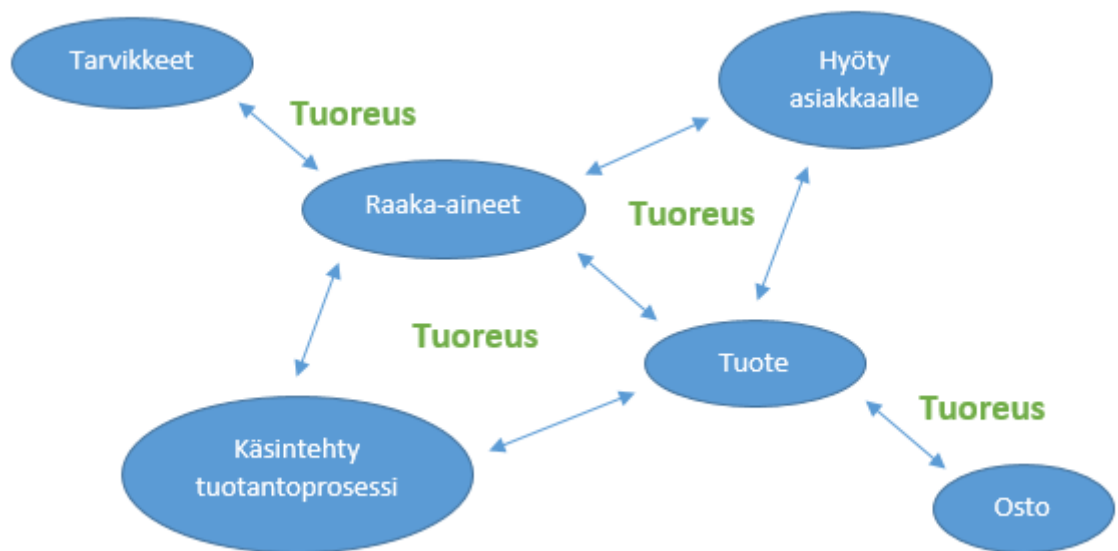 Tarvikkeet
Hyöty
asiakkaalle
Tuoreus
Raaka-aineet
Tuoreus
Tuoreus
Tuote
Tuoreus
Käsintehty
tuotantoprosessi
Osto